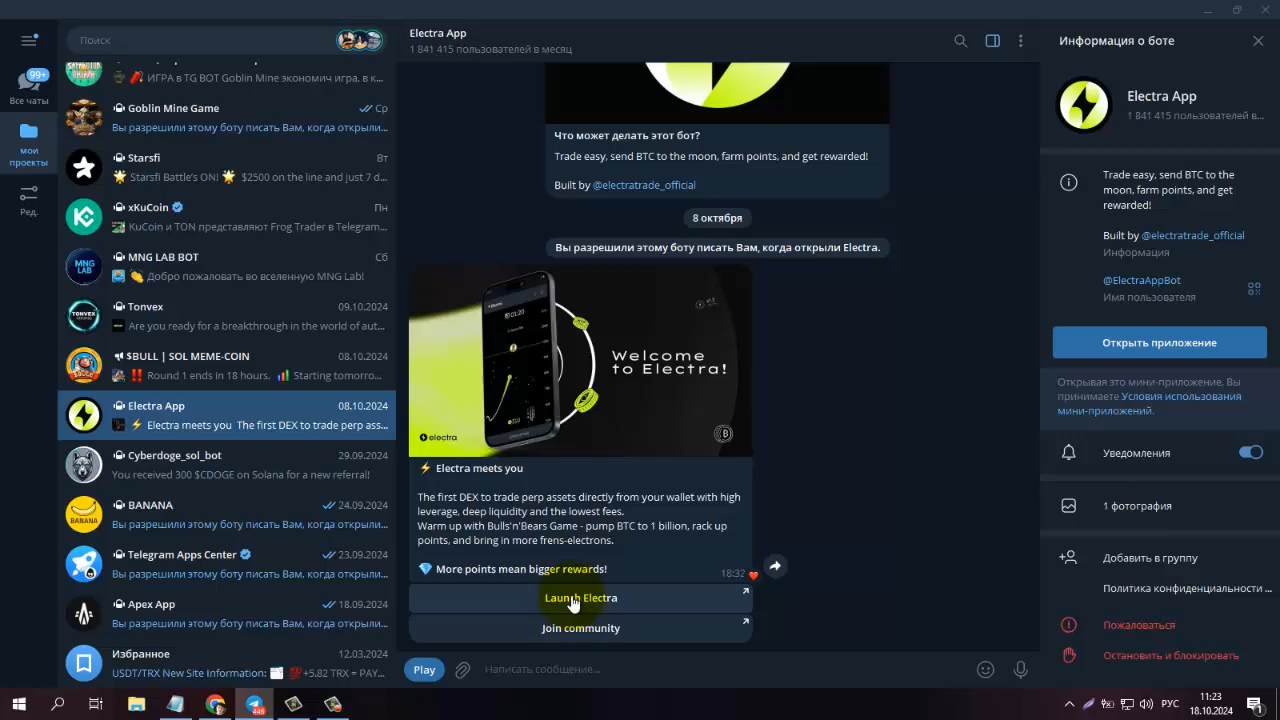 Поиск
99+
Все чаты
мои
проекты
Ред.
ИГРА в TG BOT Goblin Mine экономич игра, в к...
Goblin Mine Game
Ср
Вы разрешили этому боту писать Вам, когда открыли...
Starsfi
Вт
Starsfi Battle's ON! $2500 on the line and just 7 d...
xKuCoin
Пн
KuCoin и TON представляют Frog Trader в Telegram...
MNG LAB BOT
Сб
MNG
LAB
Добро пожаловать во вселенную MNG Lab!
Tonvex
09.10.2024
TONVEX
Are you ready for a breakthrough in the world of aut...
$BULL | SOL MEME-COIN
08.10.2024
Round 1 ends in 18 hours. Starting tomorro...
Electra App
08.10.2024
Electra meets you The first DEX to trade perp ass...
Cyberdoge_sol_bot
29.09.2024
You received 300 $CDOGE on Solana for a new referral!
BANANA
24.09.2024
BANANA
Вы разрешили этому боту писать Вам, когда открыли...
Telegram Apps Center
23.09.2024
Вы разрешили этому боту писать Вам, когда открыли...
Apex App
18.09.2024
Вы разрешили этому боту писать Вам, когда открыли...
Избранное
12.03.2024
USDT/TRX New Site Information: +5.82 TRX = PAY...
Electra App
1 841 415 пользователей в месяц
Что может делать этот бот?
Trade easy, send BTC to the moon, farm points, and get rewarded!
Built by @electratrade_official
8 октября
Вы разрешили этому боту писать Вам, когда открыли Electra.
01:20
Welcome
to Electra!
electra
Electra meets you
The first DEX to trade perp assets directly from your wallet with high
leverage, deep liquidity and the lowest fees.
Warm up with Bulls'n'Bears Game - pump BTC to 1 billion, rack up
points, and bring in more frens-electrons.
More points mean bigger rewards!
18:32
Launch Electra
Join community
Play
Написать сообщение...
Информация о боте
Electra App
1 841 415 пользователей в...
Trade easy, send BTC to the
moon, farm points, and get
rewarded!
Built by @electratrade_official
Информация
@ElectraAppBot
Имя пользователя
Открыть приложение
Открывая это мини-приложение, Вы
принимаете Условия использования
мини-приложений.
Уведомления
1 фотография
Добавить в группу
Политика конфиденциальности ...
Пожаловаться
Остановить и блокировать
446
РУС
11:23
18.10.2024
1